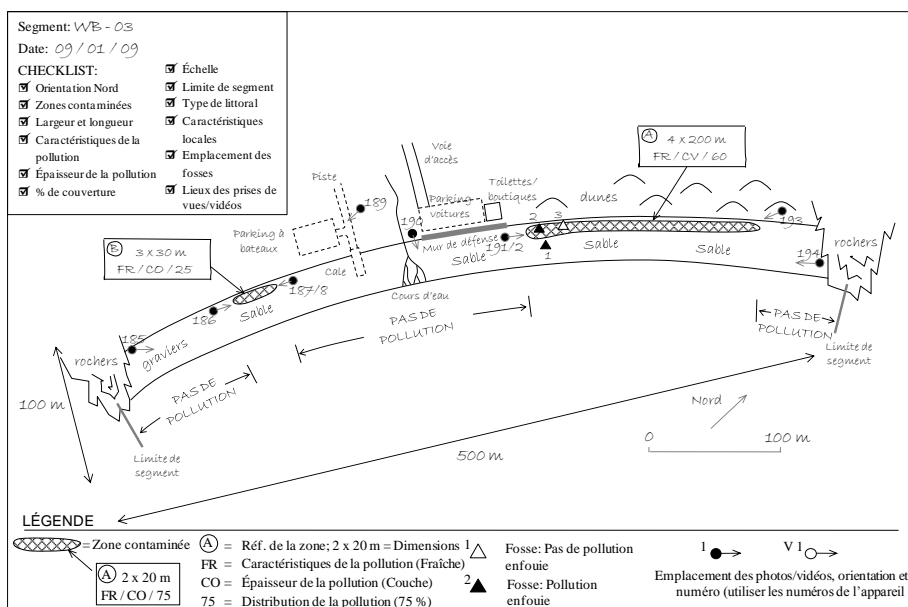 Segment: WB - 03
Date: 09 / 01 / 09
CHECKLIST:
Orientation Nord
Zones contaminées
Largeur et longueur
Caractéristiques de la
pollution
Épaisseur de la pollution
% de couverture
Échelle
Limite de segment
Type de littoral
Caractéristiques
locales
Emplacement des
fosses
Lieux des prises de
vues/vidéos
A 4 x 200 m
FR / CV / 60
Voie
d'accès
Piste
189
Toilettes/
boutiques
dunes
Parking
voitures
190
193
Parking à
bateaux
Mur de défense
2
3
191/2
1
Sable
Sable
Sable
rochers
194
B 3 x 30 m
FR / CO / 25
Cale
187/8
Cours d'eau
186
Sable
PAS DE
POLLUTION
PAS DE
POLLUTION
185
graviers
rochers
Limite de
segment
PAS DE
POLLUTION
100 m
Nord
Limite de
segment
500 m
0
100 m
LÉGENDE
= Zone contaminée
A 2 x 20 m
FR / CO / 75
A = Réf. de la zone; 2 x 20 m = Dimensions
FR = Caractéristiques de la pollution (Fraîche)
CO = Épaisseur de la pollution (Couche)
75 = Distribution de la pollution (75 %)
1 Fosse: Pas de pollution
enfouie
2 Fosse: Pollution
enfouie
1 V 1
Emplacement des photos/vidéos, orientation et
numéro (utiliser les numéros de l'appareil